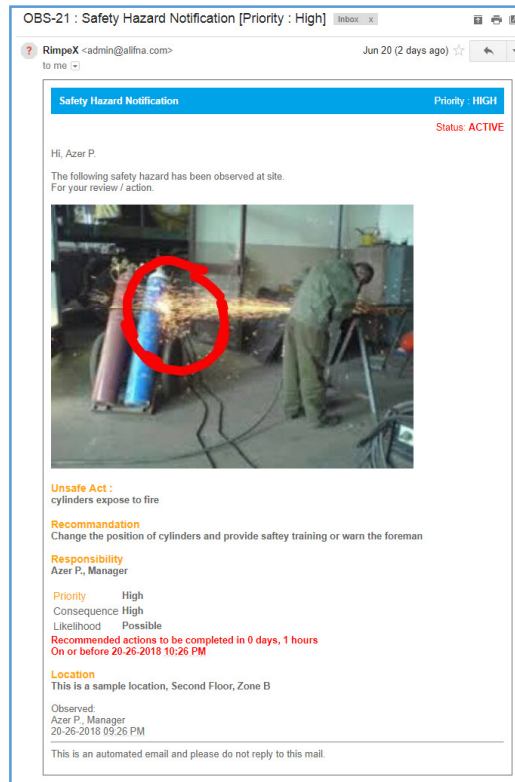 OBS-21 : Safety Hazard Notification [Priority : High] Inbox x
? RimpeX <admin@alifna.com> Jun 20 (2 days ago)
to me
Safety Hazard Notification Priority : HIGH
Status: ACTIVE
Hi, Azer P.
The following safety hazard has been observed at site.
For your review / action.
Unsafe Act :
cylinders expose to fire
Recommandation
Change the position of cylinders and provide saftey training or warn the foreman
Responsibility
Azer P., Manager
Priority High
Consequence High
Likelihood Possible
Recommended actions to be completed in 0 days, 1 hours
On or before 20-26-2018 10:26 PM
Location
This is a sample location, Second Floor, Zone B
Observed:
Azer P., Manager
20-26-2018 09:26 PM
This is an automated email and please do not reply to this mail.